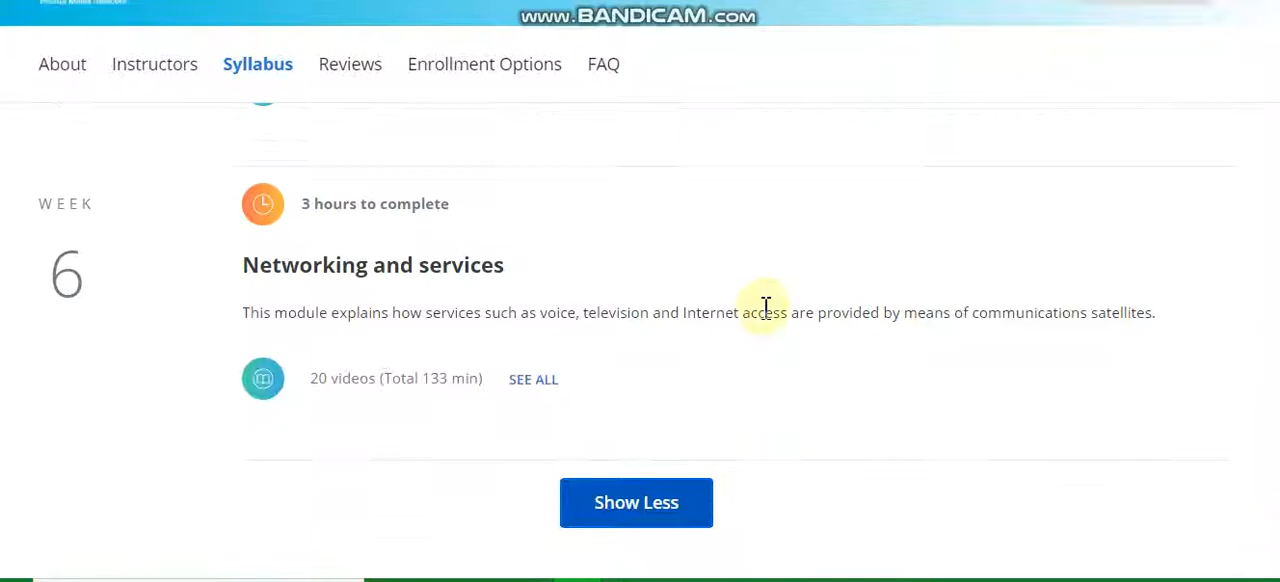 www.BANDICAM.com
About Instructors Syllabus Reviews Enrollment Options FAQ
WEEK
6
3 hours to complete
Networking and services
This module explains how services such as voice, television and Internet access are provided by means of communications satellites.
20 videos (Total 133 min) SEE ALL
Show Less